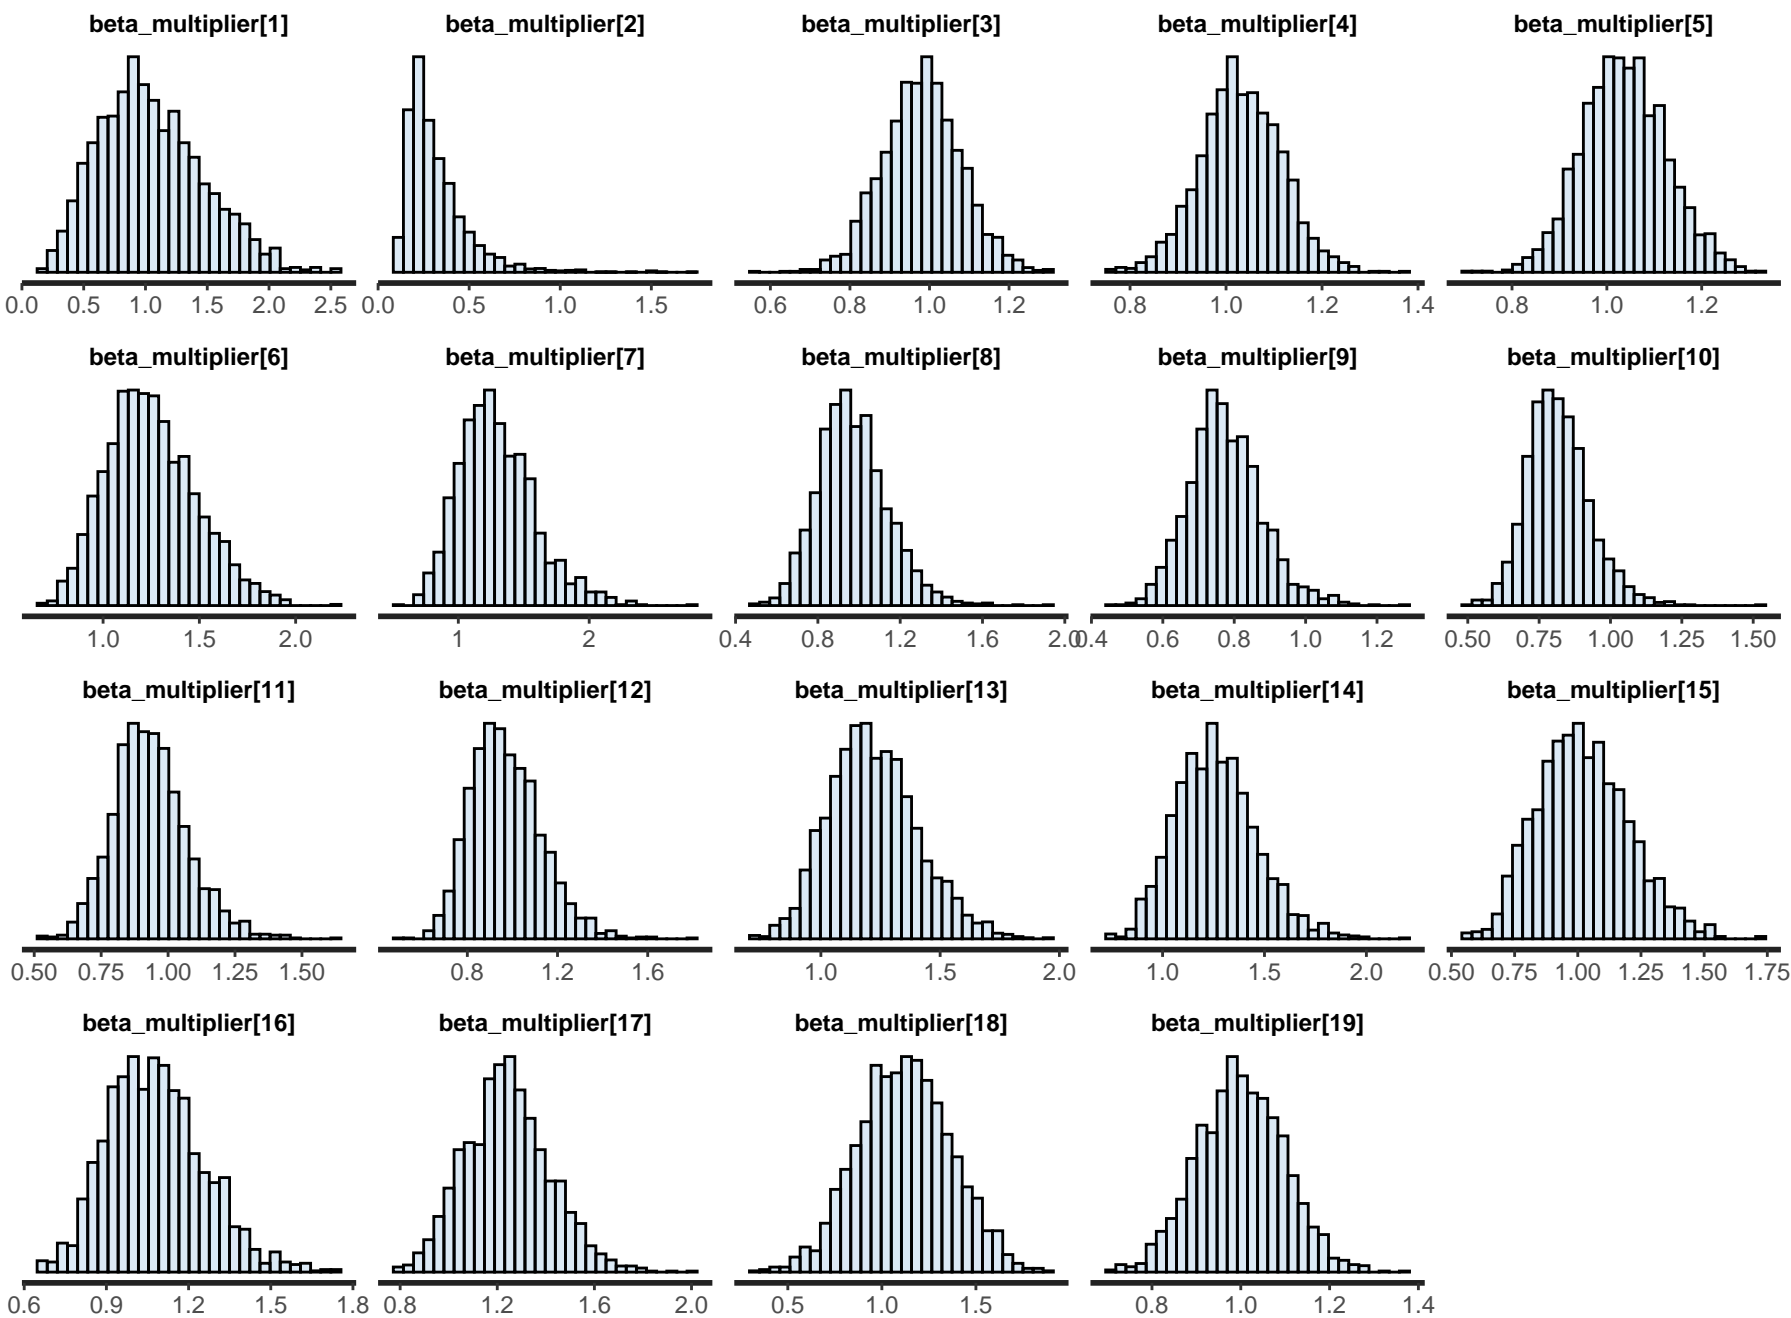 beta_multiplier[1] beta_multiplier[2] beta_multiplier[3] beta_multiplier[4] beta_multiplier[5]
0.0 0.5 1.0 1.5 2.0 2.5 0.0 0.5 1.0 1.5 0.6 0.8 1.0 1.2 0.8 1.0 1.2 1.4 0.8 1.0 1.2
beta_multiplier[6] beta_multiplier[7] beta_multiplier[8] beta_multiplier[9] beta_multiplier[10]
1.0 1.5 2.0 1 2 0.4 0.8 1.2 1.6 2.0 0.4 0.6 0.8 1.0 1.2 0.50 0.75 1.00 1.25 1.50
beta_multiplier[11] beta_multiplier[12] beta_multiplier[13] beta_multiplier[14] beta_multiplier[15]
0.50 0.75 1.00 1.25 1.50 0.8 1.2 1.6 1.0 1.5 2.0 1.0 1.5 2.0 0.50 0.75 1.00 1.25 1.50 1.75
beta_multiplier[16] beta_multiplier[17] beta_multiplier[18] beta_multiplier[19]
0.6 0.9 1.2 1.5 1.8 0.8 1.2 1.6 2.0 0.5 1.0 1.5 0.8 1.0 1.2 1.4